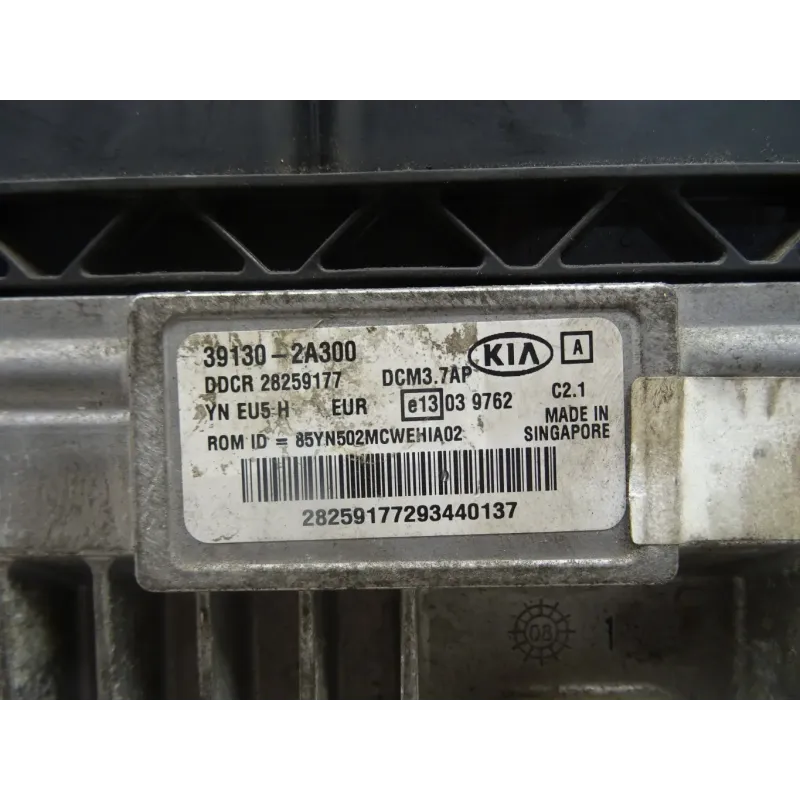 39130-2A300 KIA A
DDCR 28259177 DCM3.7AP C2.1
YN EU5-H EUR e13 03 9762 MADE IN
ROM ID = 85YN502MCWEHIA02 SINGAPORE
28259177293440137
08 1